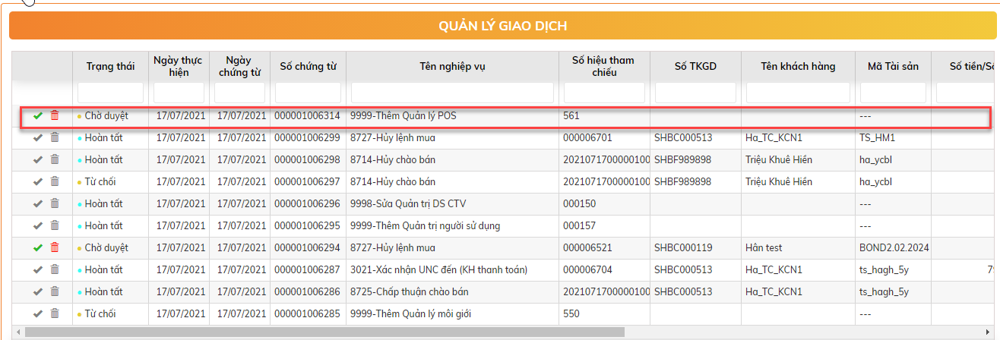 QUẢN LÝ GIAO DỊCH
Trạng thái Ngày thực hiện Ngày chứng từ Số chứng từ Tên nghiệp vụ Số hiệu tham chiếu Số TKGD Tên khách hàng Mã Tài sản Số tiền/Số
Chờ duyệt 17/07/2021 17/07/2021 000001006314 9999-Thêm Quản lý POS 561 ---
Hoàn tất 17/07/2021 17/07/2021 000001006299 8727-Hủy lệnh mua 000006701 SHBC000513 Ha_TC_KCN1 TS_HM1
Hoàn tất 17/07/2021 17/07/2021 000001006298 8714-Hủy chào bán 2021071700000100 SHBF989898 Triệu Khuê Hiền ha_ycbl
Từ chối 17/07/2021 17/07/2021 000001006297 8714-Hủy chào bán 2021071700000100 SHBF989898 Triệu Khuê Hiền ha_ycbl
Hoàn tất 17/07/2021 17/07/2021 000001006296 9998-Sửa Quản trị DS CTV 000150 ---
Hoàn tất 17/07/2021 17/07/2021 000001006295 9999-Thêm Quản trị người sử dụng 000157 ---
Chờ duyệt 17/07/2021 17/07/2021 000001006294 8727-Hủy lệnh mua 000006521 SHBC000119 Hân test BOND2.02.2024
Hoàn tất 17/07/2021 17/07/2021 000001006287 3021-Xác nhận UNC đến (KH thanh toán) 000006704 SHBC000513 Ha_TC_KCN1 ts_hagh_5y
Hoàn tất 17/07/2021 17/07/2021 000001006286 8725-Chấp thuận chào bán 2021071700000100 SHBC000513 Ha_TC_KCN1 ts_hagh_5y
Từ chối 17/07/2021 17/07/2021 000001006285 9999-Thêm Quản lý môi giới 550 ---